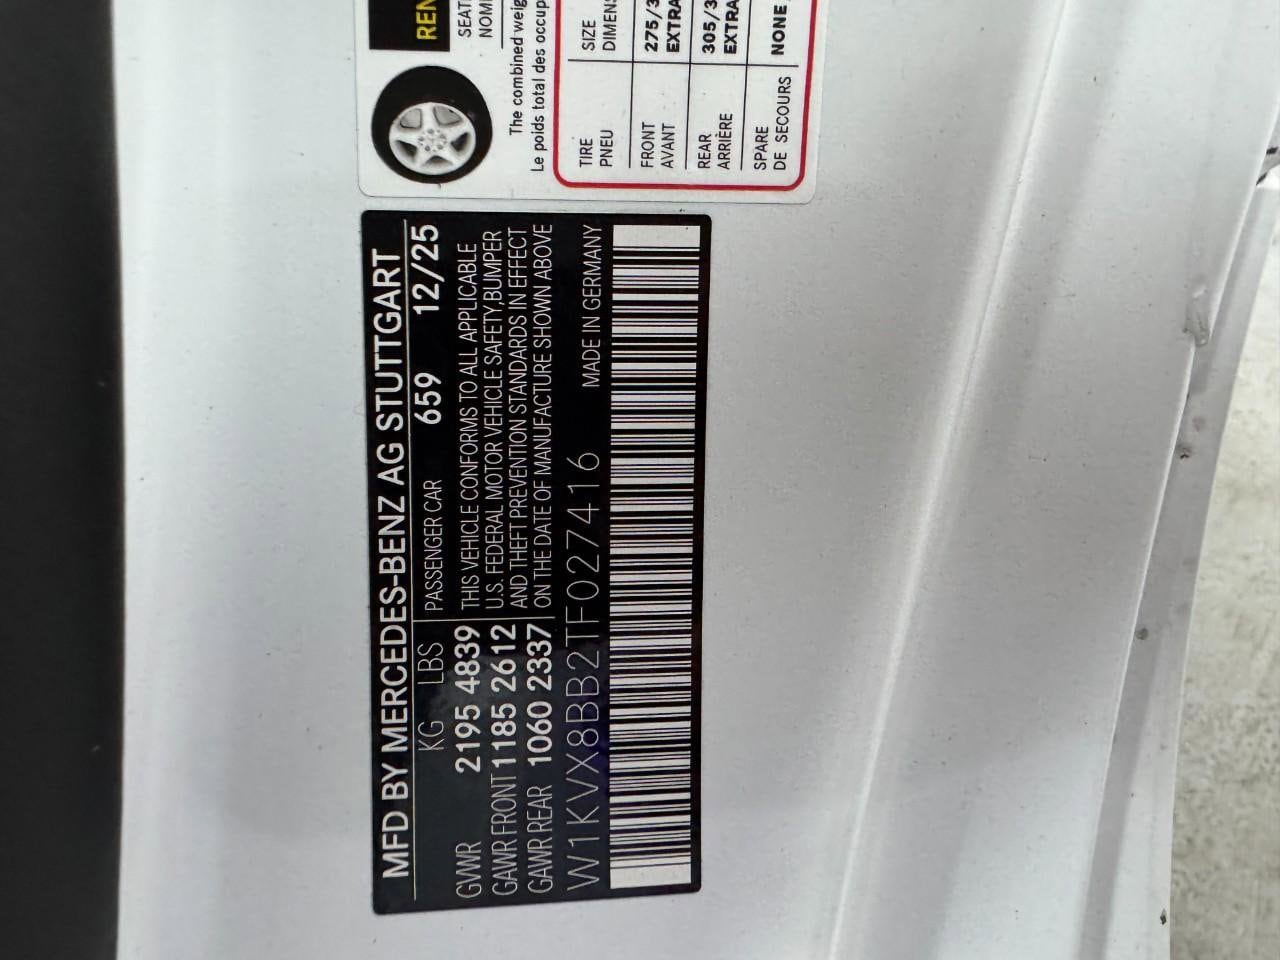 REN
SEAT
NOMI
The combined weig
Le poids total des occup
TIRE SIZE
PNEU DIMENS
FRONT 275/3
AVANT EXTRA
REAR 305/3
ARRIÈRE EXTRA
SPARE NONE
DE SECOURS
MFD BY MERCEDES-BENZ AG STUTTGART
KG LBS PASSENGER CAR 659 12/25
GVWR 2195 4839 THIS VEHICLE CONFORMS TO ALL APPLICABLE
U.S. FEDERAL MOTOR VEHICLE SAFETY,BUMPER
GAWR FRONT 1185 2612 AND THEFT PREVENTION STANDARDS IN EFFECT
GAWR REAR 1060 2337 ON THE DATE OF MANUFACTURE SHOWN ABOVE
W1KVX8BB2TF027416 MADE IN GERMANY